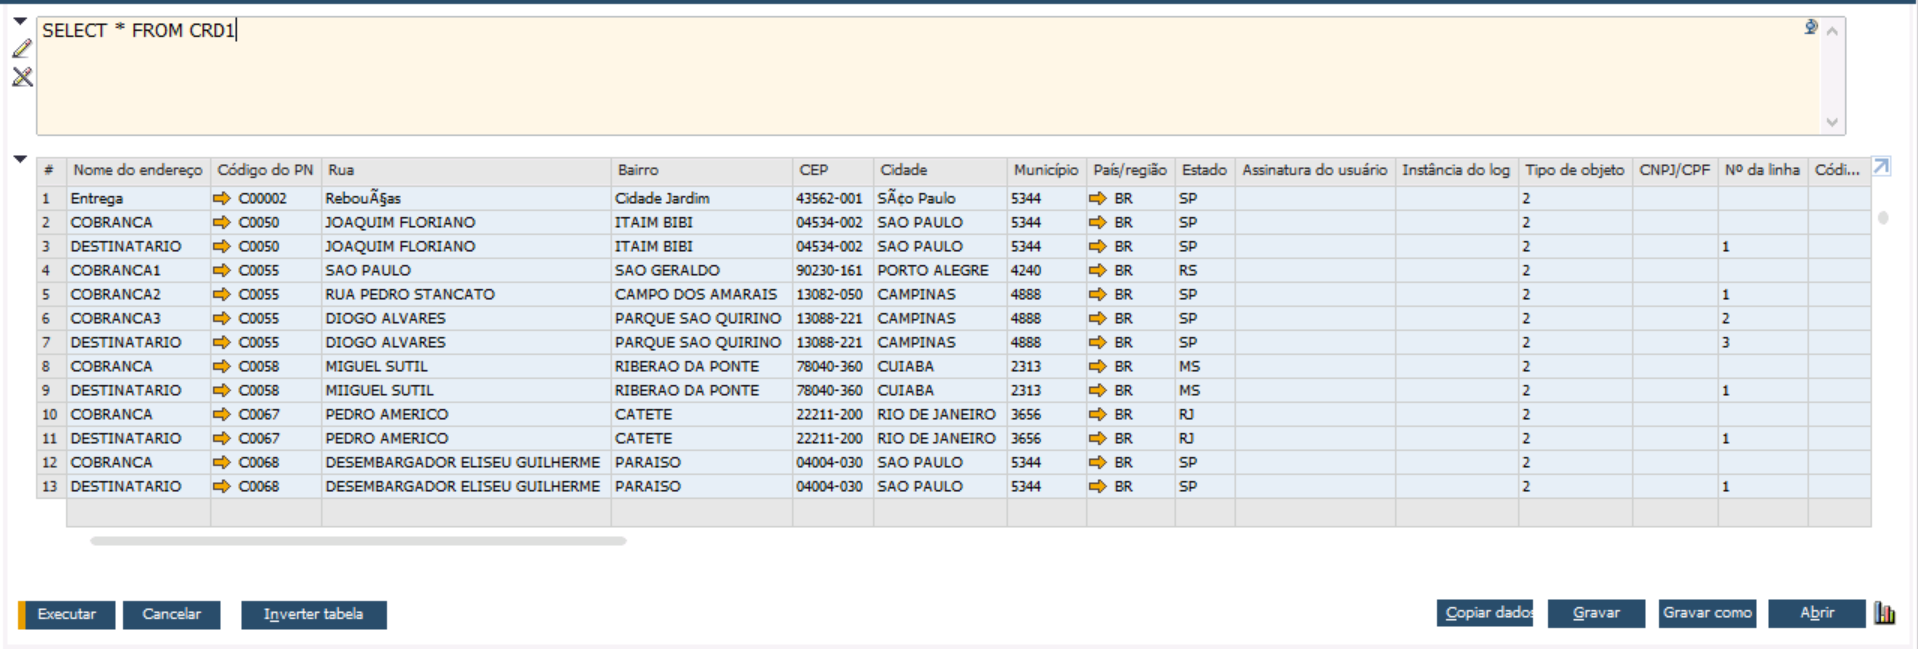 SELECT * FROM CRD1
# Nome do endereço Código do PN Rua Bairro CEP Cidade Município País/região Estado Assinatura do usuário Instância do log Tipo de objeto CNPJ/CPF Nº da linha Códi...
1 Entrega C00002 RebouÃ§as Cidade Jardim 43562-001 SÃ¢o Paulo 5344 BR SP 2
2 COBRANCA C0050 JOAQUIM FLORIANO ITAIM BIBI 04534-002 SAO PAULO 5344 BR SP 2
3 DESTINATARIO C0050 JOAQUIM FLORIANO ITAIM BIBI 04534-002 SAO PAULO 5344 BR SP 2 1
4 COBRANCA1 C0055 SAO PAULO SAO GERALDO 90230-161 PORTO ALEGRE 4240 BR RS 2
5 COBRANCA2 C0055 RUA PEDRO STANCATO CAMPO DOS AMARAIS 13082-050 CAMPINAS 4888 BR SP 2 1
6 COBRANCA3 C0055 DIOGO ALVARES PARQUE SAO QUIRINO 13088-221 CAMPINAS 4888 BR SP 2 2
7 DESTINATARIO C0055 DIOGO ALVARES PARQUE SAO QUIRINO 13088-221 CAMPINAS 4888 BR SP 2 3
8 COBRANCA C0058 MIGUEL SUTIL RIBERAO DA PONTE 78040-360 CUIABA 2313 BR MS 2
9 DESTINATARIO C0058 MIIGUEL SUTIL RIBERAO DA PONTE 78040-360 CUIABA 2313 BR MS 2 1
10 COBRANCA C0067 PEDRO AMERICO CATETE 22211-200 RIO DE JANEIRO 3656 BR RJ 2
11 DESTINATARIO C0067 PEDRO AMERICO CATETE 22211-200 RIO DE JANEIRO 3656 BR RJ 2 1
12 COBRANCA C0068 DESEMBARGADOR ELISEU GUILHERME PARAISO 04004-030 SAO PAULO 5344 BR SP 2
13 DESTINATARIO C0068 DESEMBARGADOR ELISEU GUILHERME PARAISO 04004-030 SAO PAULO 5344 BR SP 2 1
Executar Cancelar Inverter tabela Copiar dados Gravar Gravar como Abrir